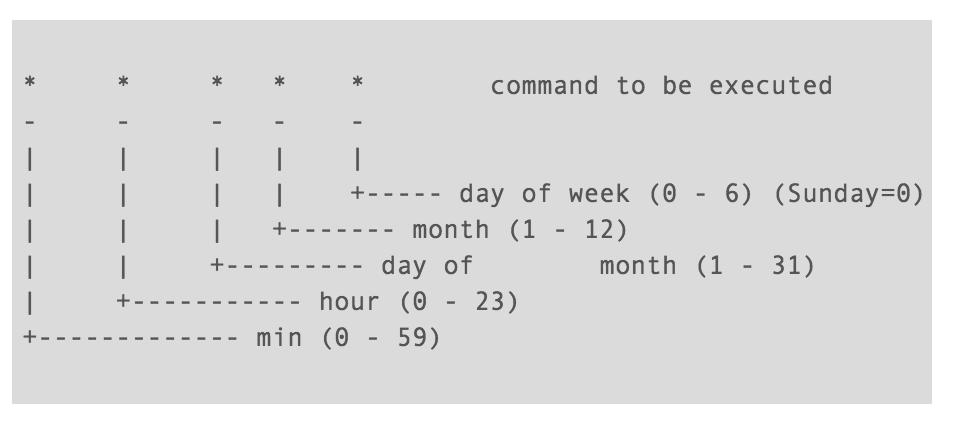 *     *     *   *    *        command to be executed
-     -     -   -    -
|     |     |   |    |
|     |     |   |    +----- day of week (0 - 6) (Sunday=0)
|     |     |   +------- month (1 - 12)
|     |     +--------- day of        month (1 - 31)
|     +----------- hour (0 - 23)
+------------- min (0 - 59)